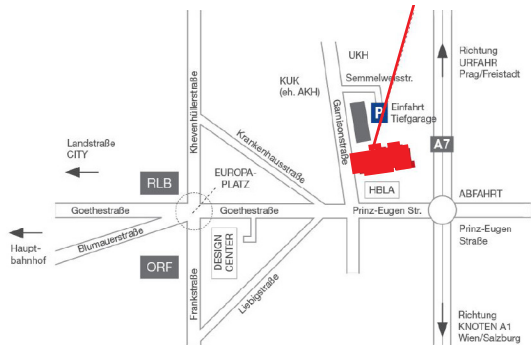 UKH
Semmelweisstr.
KUK
(eh. AKH)
P
Einfahrt
Tiefgarage
Garnisonstraße
Richtung
URFAHR
Prag/Freistadt
A7
Khevenhüllerstraße
Krankenhausstraße
Landstraße
CITY
RLB
EUROPA-
PLATZ
HBLA
ABFAHRT
Goethestraße
Goethestraße
Prinz-Eugen Str.
Prinz-Eugen
Straße
Blumauerstraße
Haupt-
bahnhof
DESIGN
CENTER
ORF
Frankstraße
Liebigstraße
Richtung
KNOTEN A1
Wien/Salzburg